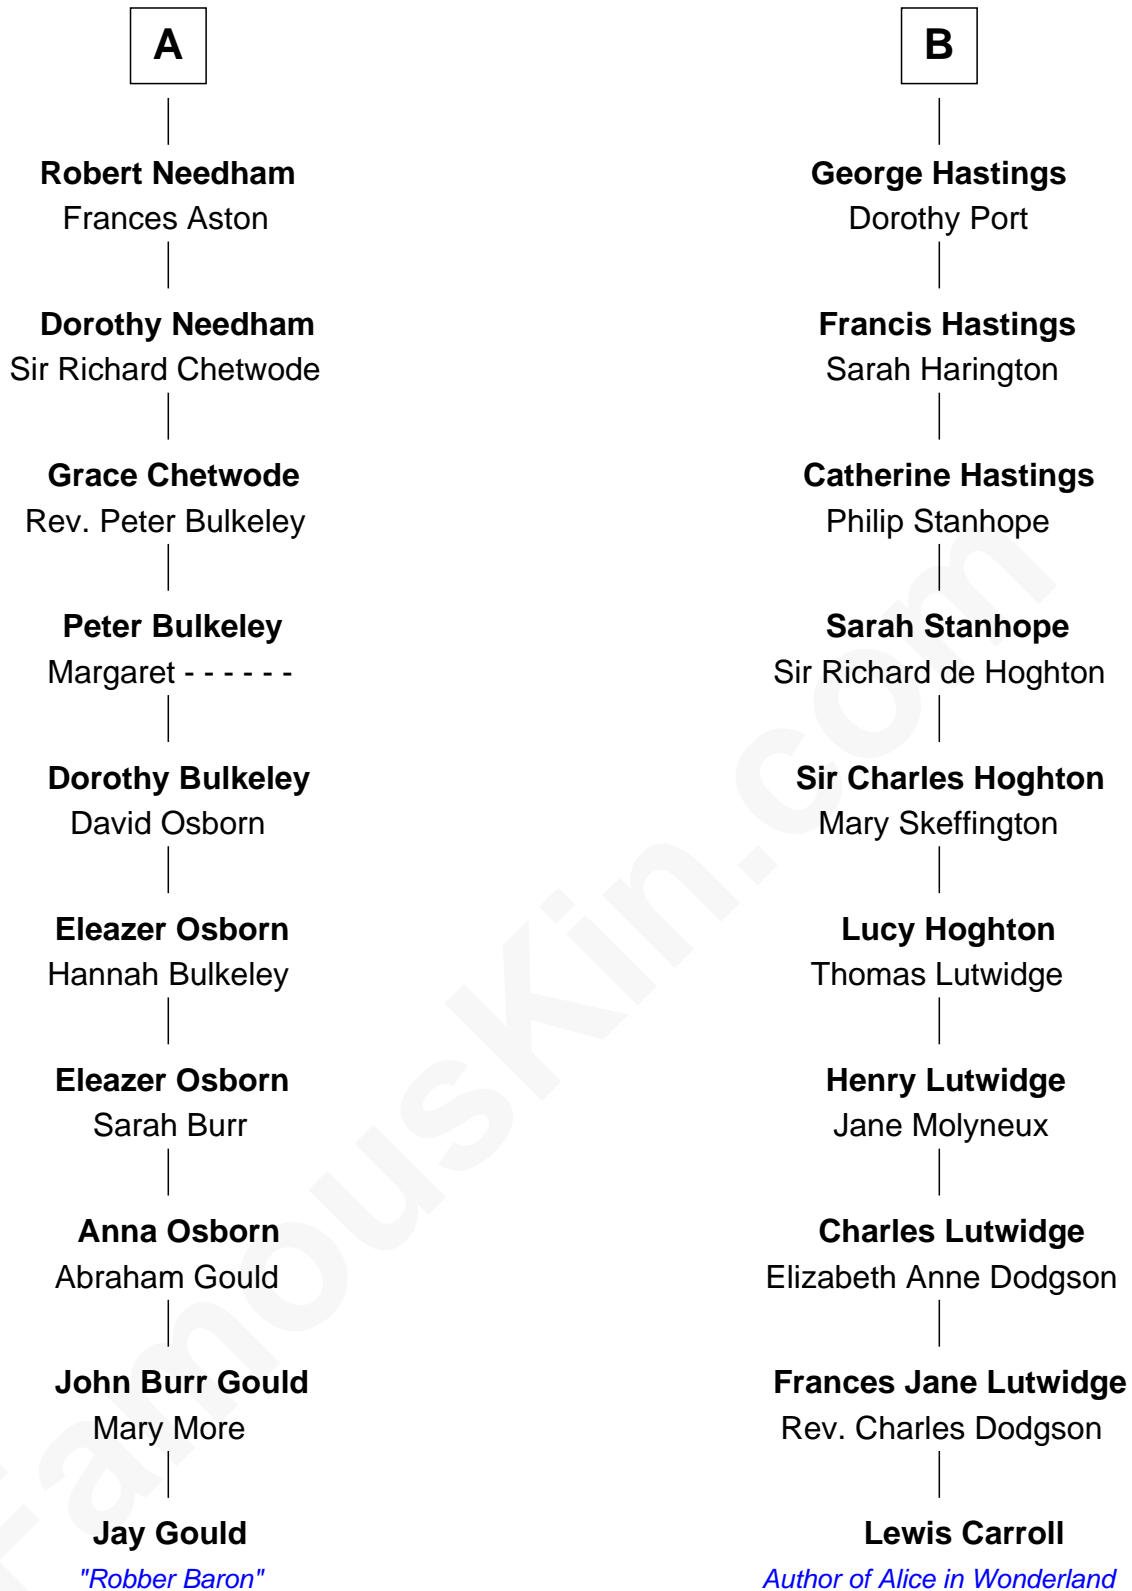 A
B
Robert Needham
Frances Aston
George Hastings
Dorothy Port
Dorothy Needham
Sir Richard Chetwode
Francis Hastings
Sarah Harington
Grace Chetwode
Rev. Peter Bulkeley
Catherine Hastings
Philip Stanhope
Peter Bulkeley
Margaret - - - - - -
Sarah Stanhope
Sir Richard de Hoghton
Dorothy Bulkeley
David Osborn
Sir Charles Hoghton
Mary Skeffington
Eleazer Osborn
Hannah Bulkeley
Lucy Hoghton
Thomas Lutwidge
Eleazer Osborn
Sarah Burr
Henry Lutwidge
Jane Molyneux
Anna Osborn
Abraham Gould
Charles Lutwidge
Elizabeth Anne Dodgson
John Burr Gould
Mary More
Frances Jane Lutwidge
Rev. Charles Dodgson
Jay Gould
"Robber Baron"
Lewis Carroll
Author of Alice in Wonderland
FamousKin.com